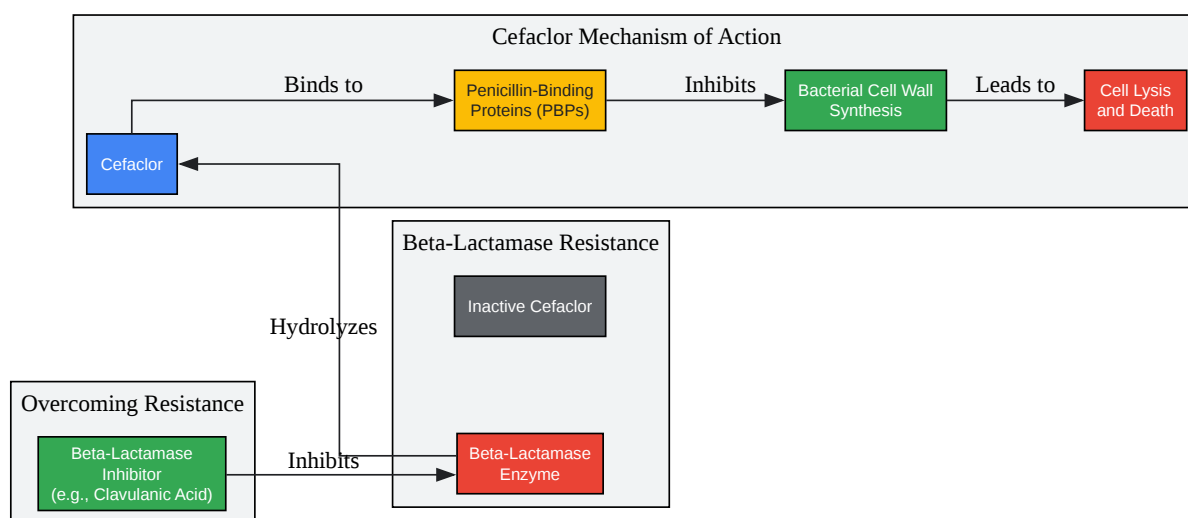 Cefaclor Mechanism of Action
Binds to
Penicillin-Binding
Proteins (PBPs)
Inhibits
Bacterial Cell Wall
Synthesis
Leads to
Cell Lysis
and Death
Cefaclor
Beta-Lactamase Resistance
Inactive Cefaclor
Hydrolyzes
Overcoming Resistance
Beta-Lactamase
Inhibitor
(e.g., Clavulanic Acid)
Inhibits
Beta-Lactamase
Enzyme